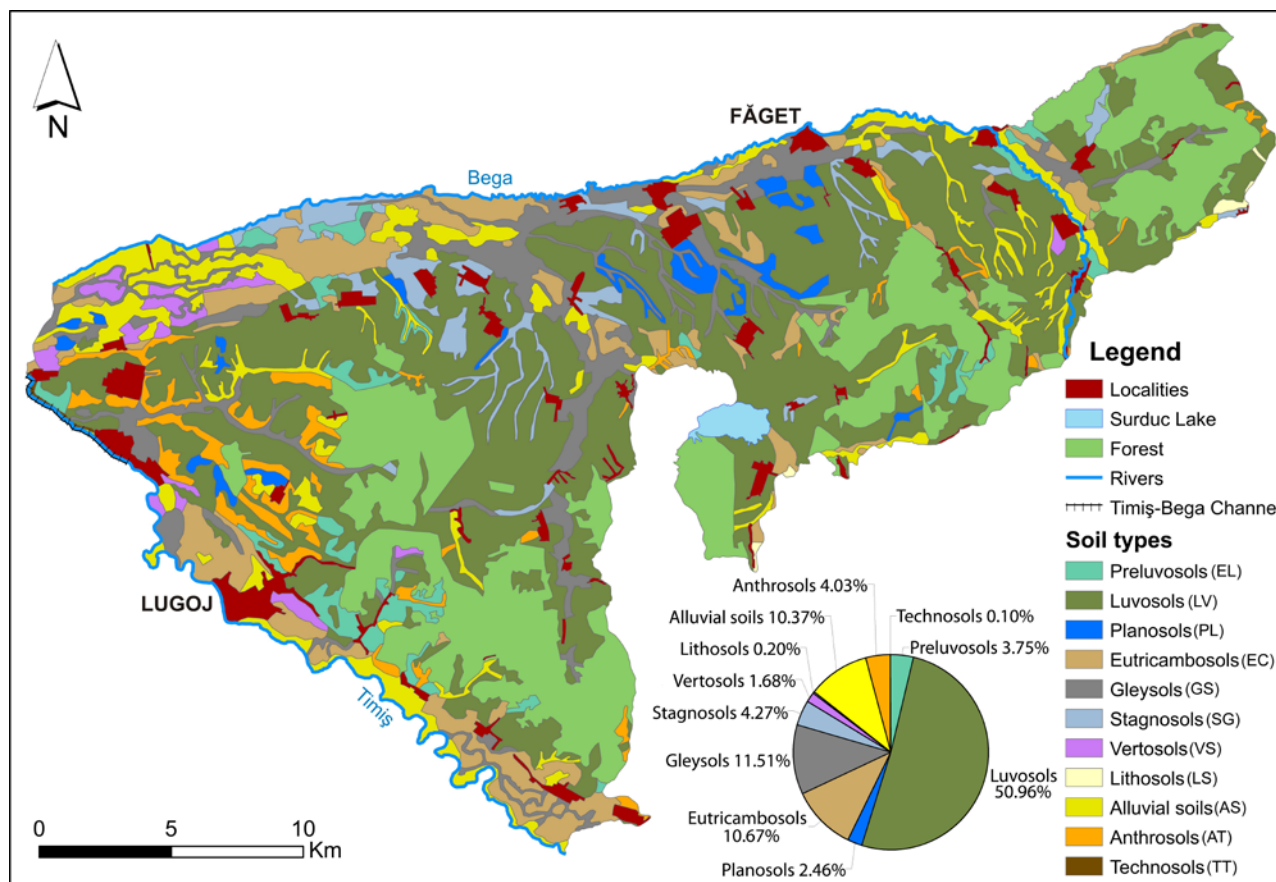 N
FĂGET
Bega
LUGOJ
Timiş
0 5 10
Km
Legend
Localities
Surduc Lake
Forest
Rivers
Timiş-Bega Channe
Soil types
Preluvosols (EL)
Luvosols (LV)
Planosols (PL)
Eutricambosols (EC)
Gleysols (GS)
Stagnosols (SG)
Vertosols (VS)
Lithosols (LS)
Alluvial soils (AS)
Anthrosols (AT)
Technosols (TT)
Anthrosols 4.03%
Alluvial soils 10.37%
Technosols 0.10%
Lithosols 0.20%
Preluvosols 3.75%
Vertosols 1.68%
Stagnosols 4.27%
Gleysols 11.51%
Luvosols
50.96%
Eutricambosols
10.67%
Planosols 2.46%